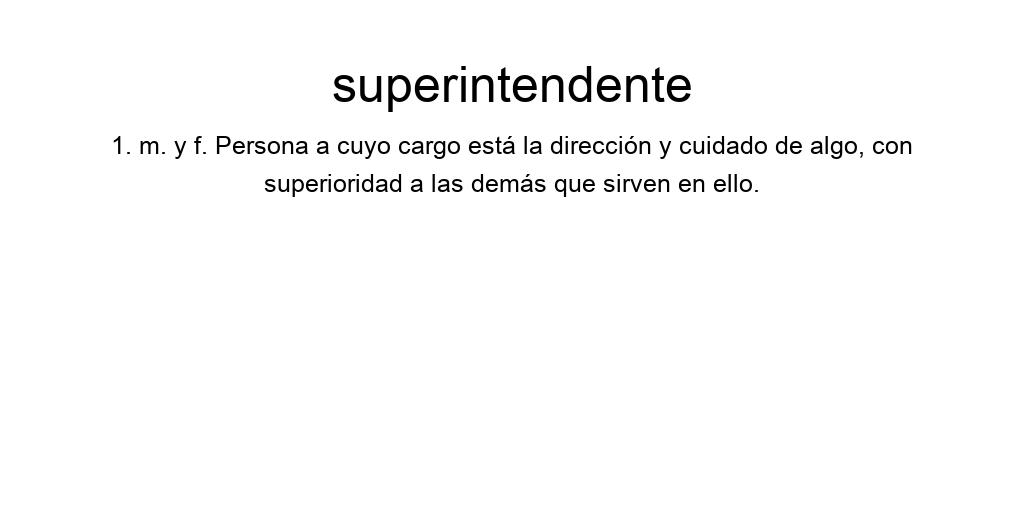 superintendente
1. m. y f. Persona a cuyo cargo está la dirección y cuidado de algo, con
superioridad a las demás que sirven en ello.